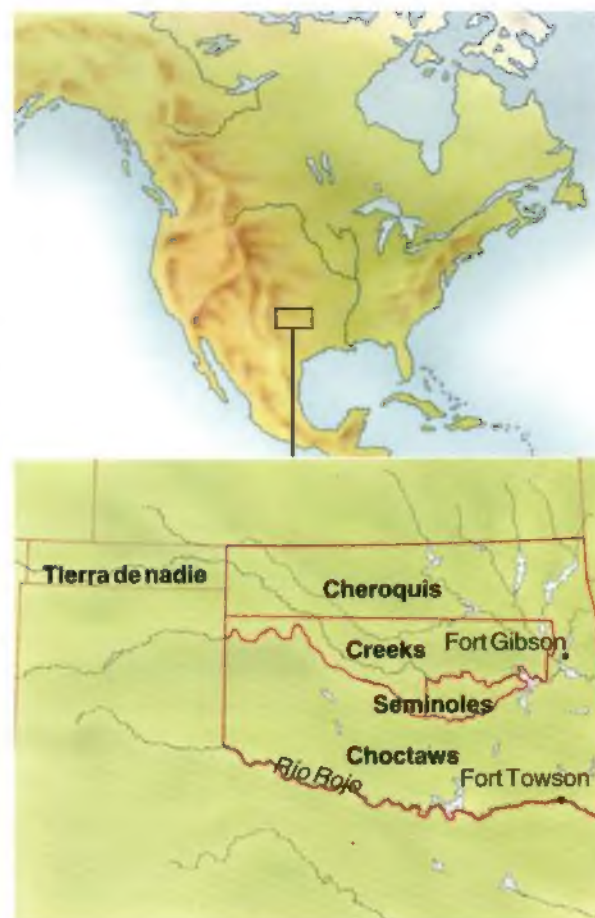 Tierra de nadie
Cheroquis
Creeks
Fort Gibson
Seminoles
Choctaws
Río Rojo
Fort Towson